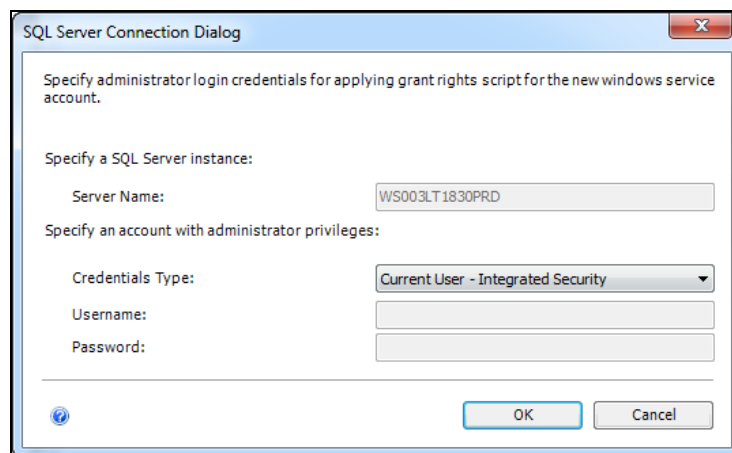 SQL Server Connection Dialog
Specify administrator login credentials for applying grant rights script for the new windows service
account.
Specify a SQL Server instance:
Server Name: WS003LT1830PRD
Specify an account with administrator privileges:
Credentials Type: Current User - Integrated Security
Username:
Password:
OK Cancel